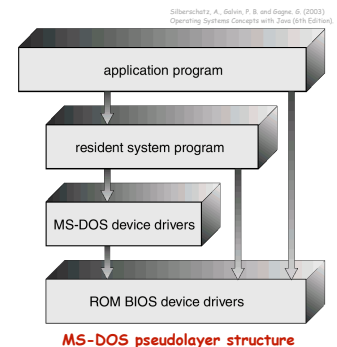 Silberschatz, A., Galvin, P. B. and Gagne, G. (2003)
Operating Systems Concepts with Java (6th Edition).
application program
resident system program
MS-DOS device drivers
ROM BIOS device drivers
MS-DOS pseudolayer structure